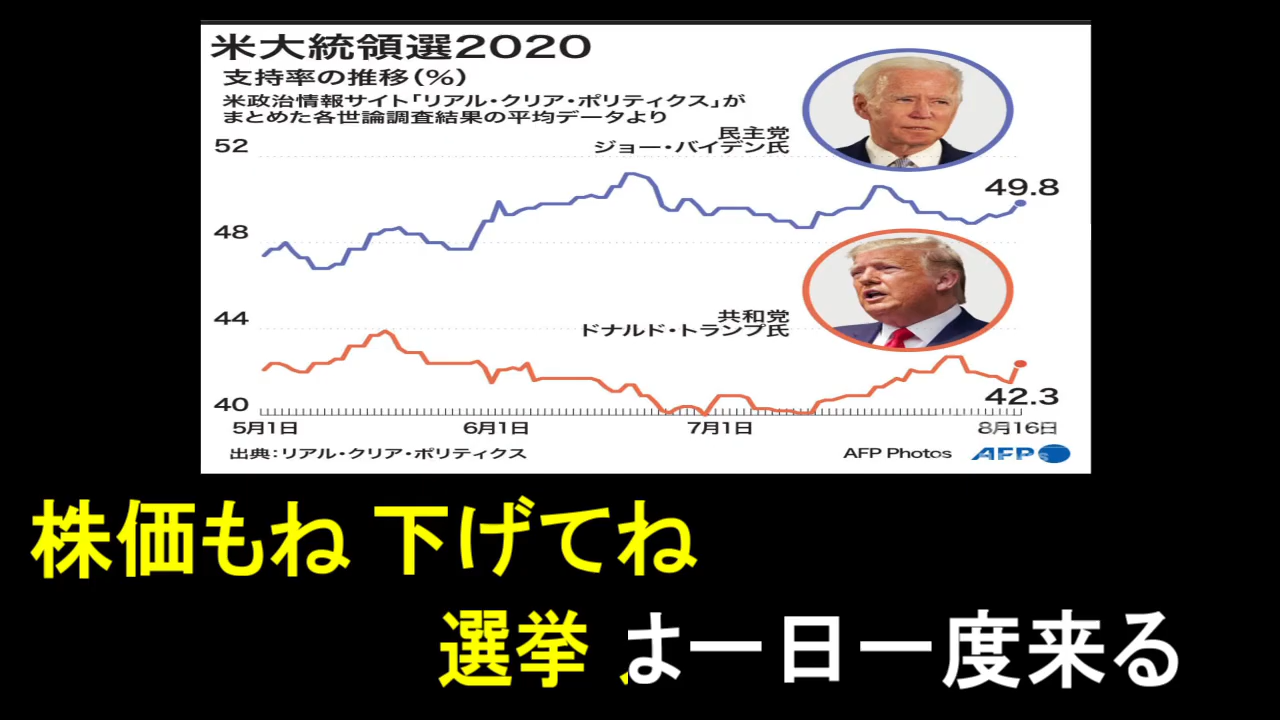 米大統領選2020
支持率の推移(%)
米政治情報サイト「リアル・クリア・ポリティクス」が
まとめた各世論調査結果の平均データより
民主党
ジョー・バイデン氏
52
49.8
48
共和党
ドナルド・トランプ氏
44
42.3
40
5月1日 6月1日 7月1日 8月16日
出典:リアル・クリア・ポリティクス AFP Photos AFP
株価もね 下げてね
選挙 は一日一度来る